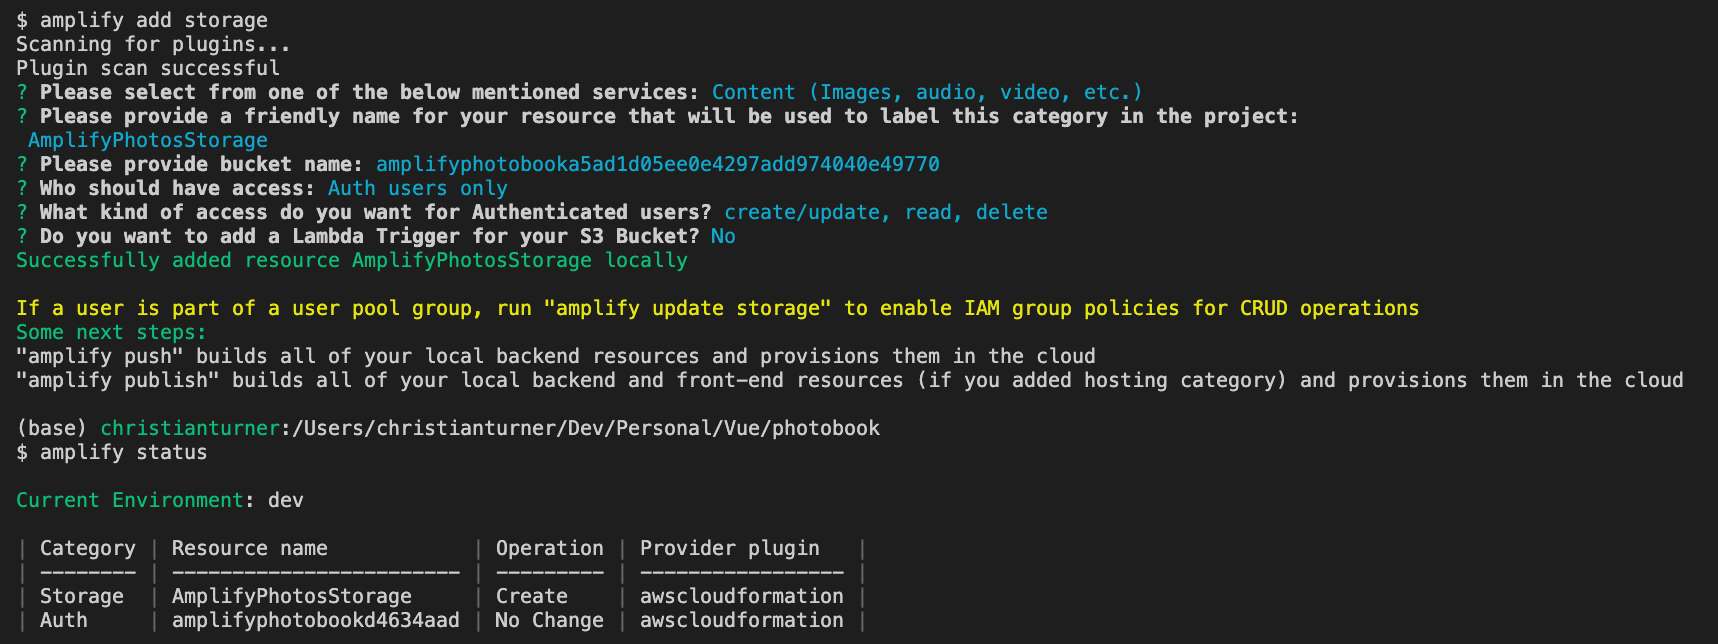 $ amplify add storage
Scanning for plugins...
Plugin scan successful
? Please select from one of the below mentioned services: Content (Images, audio, video, etc.)
? Please provide a friendly name for your resource that will be used to label this category in the project:
 AmplifyPhotosStorage
? Please provide bucket name: amplifyphotobooka5ad1d05ee0e4297add974040e49770
? Who should have access: Auth users only
? What kind of access do you want for Authenticated users? create/update, read, delete
? Do you want to add a Lambda Trigger for your S3 Bucket? No
Successfully added resource AmplifyPhotosStorage locally
If a user is part of a user pool group, run "amplify update storage" to enable IAM group policies for CRUD operations
Some next steps:
"amplify push" builds all of your local backend resources and provisions them in the cloud
"amplify publish" builds all of your local backend and front-end resources (if you added hosting category) and provisions them in the cloud
(base) christianturner:/Users/christianturner/Dev/Personal/Vue/photobook
$ amplify status
Current Environment: dev
| Category | Resource name            | Operation | Provider plugin   |
| -------- | ------------------------ | --------- | ----------------- |
| Storage  | AmplifyPhotosStorage     | Create    | awscloudformation |
| Auth     | amplifyphotobookd4634aad | No Change | awscloudformation |